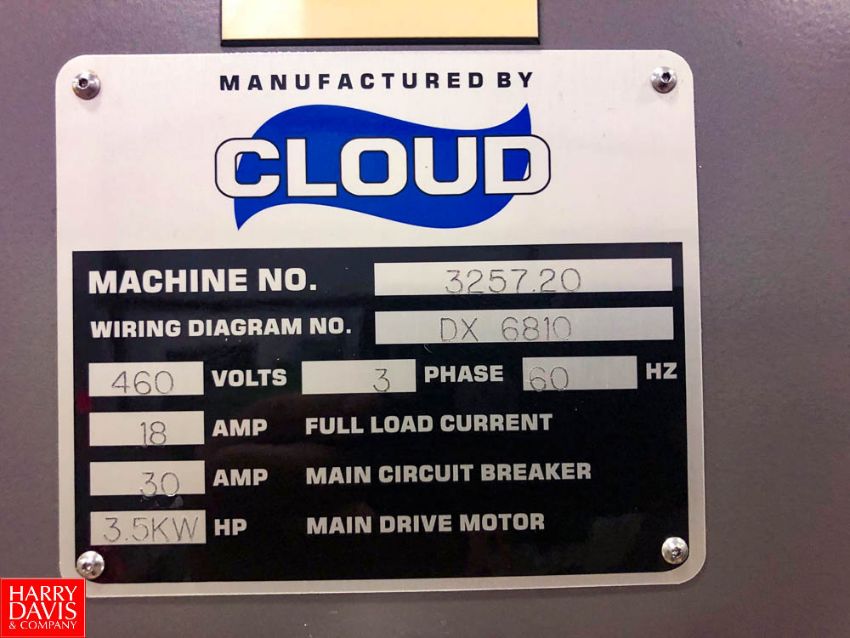 MANUFACTURED BY
CLOUD
MACHINE NO. 3257.20
WIRING DIAGRAM NO. DX 6810
460 VOLTS 3 PHASE 60 HZ
18 AMP FULL LOAD CURRENT
30 AMP MAIN CIRCUIT BREAKER
3.5KW HP MAIN DRIVE MOTOR
HARRY
DAVIS
& COMPANY